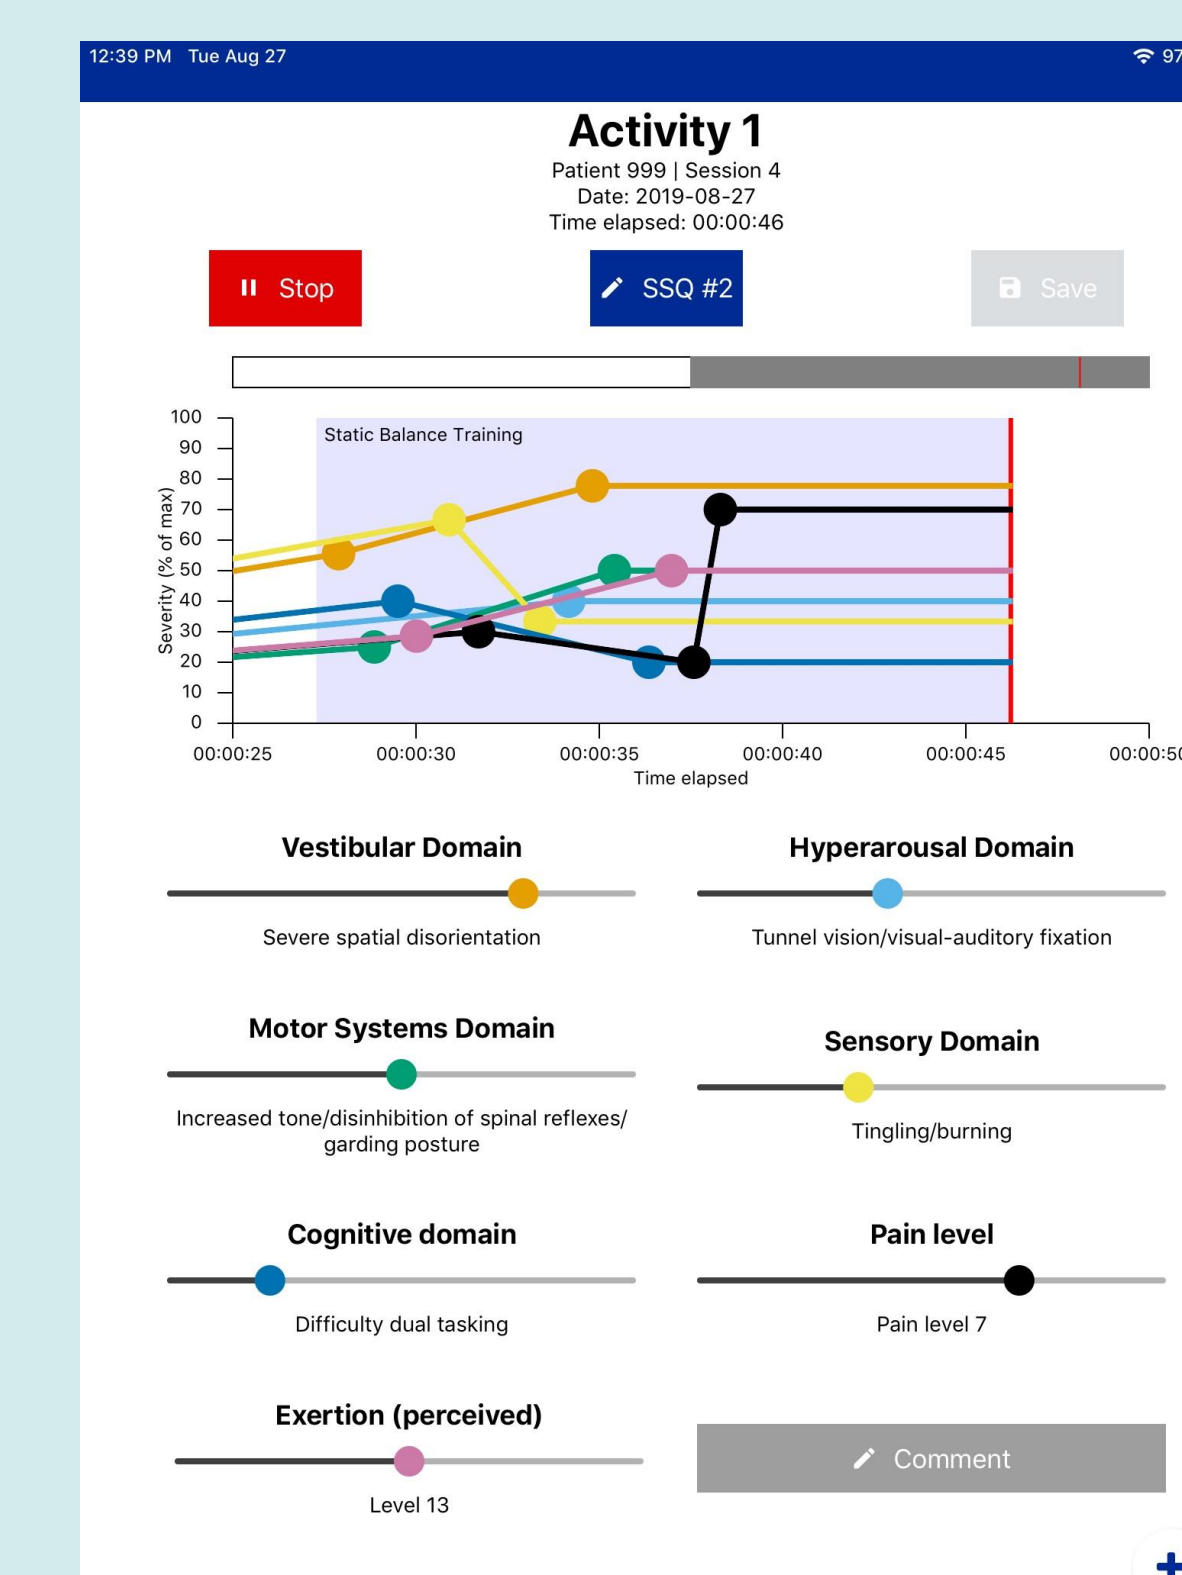 12:39 PM Tue Aug 27
97
Activity 1
Patient 999 | Session 4
Date: 2019-08-27
Time elapsed: 00:00:46
Stop
SSQ #2
Save
Static Balance Training
100
90
80
70
60
50
40
30
20
10
0
Severity (% of max)
00:00:25
00:00:30
00:00:35
00:00:40
00:00:45
00:00:50
Time elapsed
Vestibular Domain
Severe spatial disorientation
Hyperarousal Domain
Tunnel vision/visual-auditory fixation
Motor Systems Domain
Increased tone/disinhibition of spinal reflexes/
garding posture
Sensory Domain
Tingling/burning
Cognitive domain
Difficulty dual tasking
Pain level
Pain level 7
Exertion (perceived)
Level 13
Comment